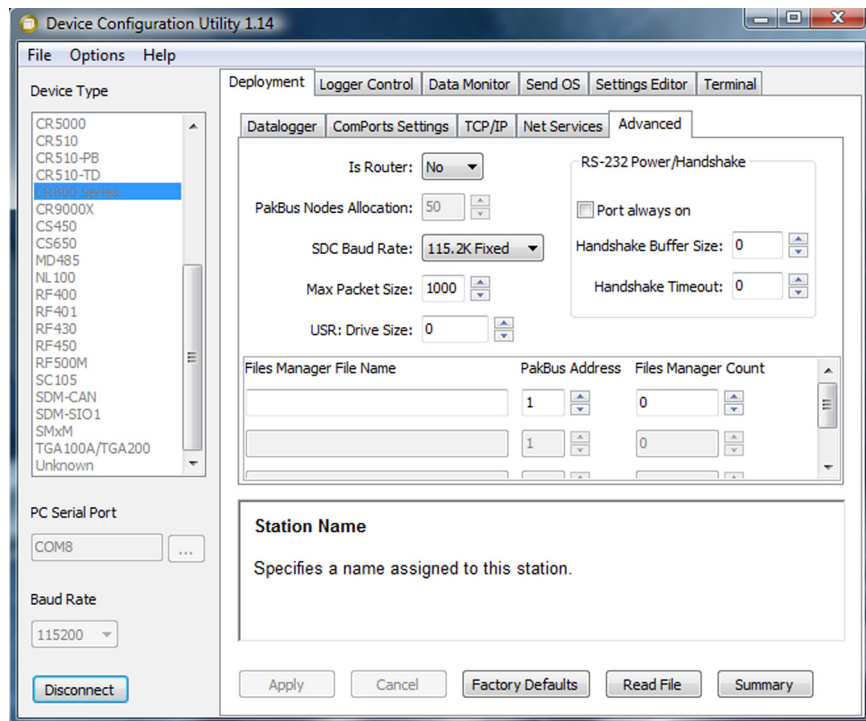 Device Configuration Utility 1.14
File Options Help
Device Type
CR5000
CR510
CR510-PB
CR510-TD
CR800 Series
CR9000X
CS450
CS650
MD485
NL100
RF400
RF401
RF430
RF450
RF500M
SC105
SDM-CAN
SDM-SIO1
SMxM
TGA100A/TGA200
Unknown
PC Serial Port
COM8
...
Baud Rate
115200
Disconnect
Deployment Logger Control Data Monitor Send OS Settings Editor Terminal
Datalogger ComPorts Settings TCP/IP Net Services Advanced
Is Router: No
PakBus Nodes Allocation: 50
SDC Baud Rate: 115.2K Fixed
Max Packet Size: 1000
USR: Drive Size: 0
RS-232 Power/Handshake
Port always on
Handshake Buffer Size: 0
Handshake Timeout: 0
Files Manager File Name PakBus Address Files Manager Count
1 0
1 0
Station Name
Specifies a name assigned to this station.
Apply Cancel Factory Defaults Read File Summary